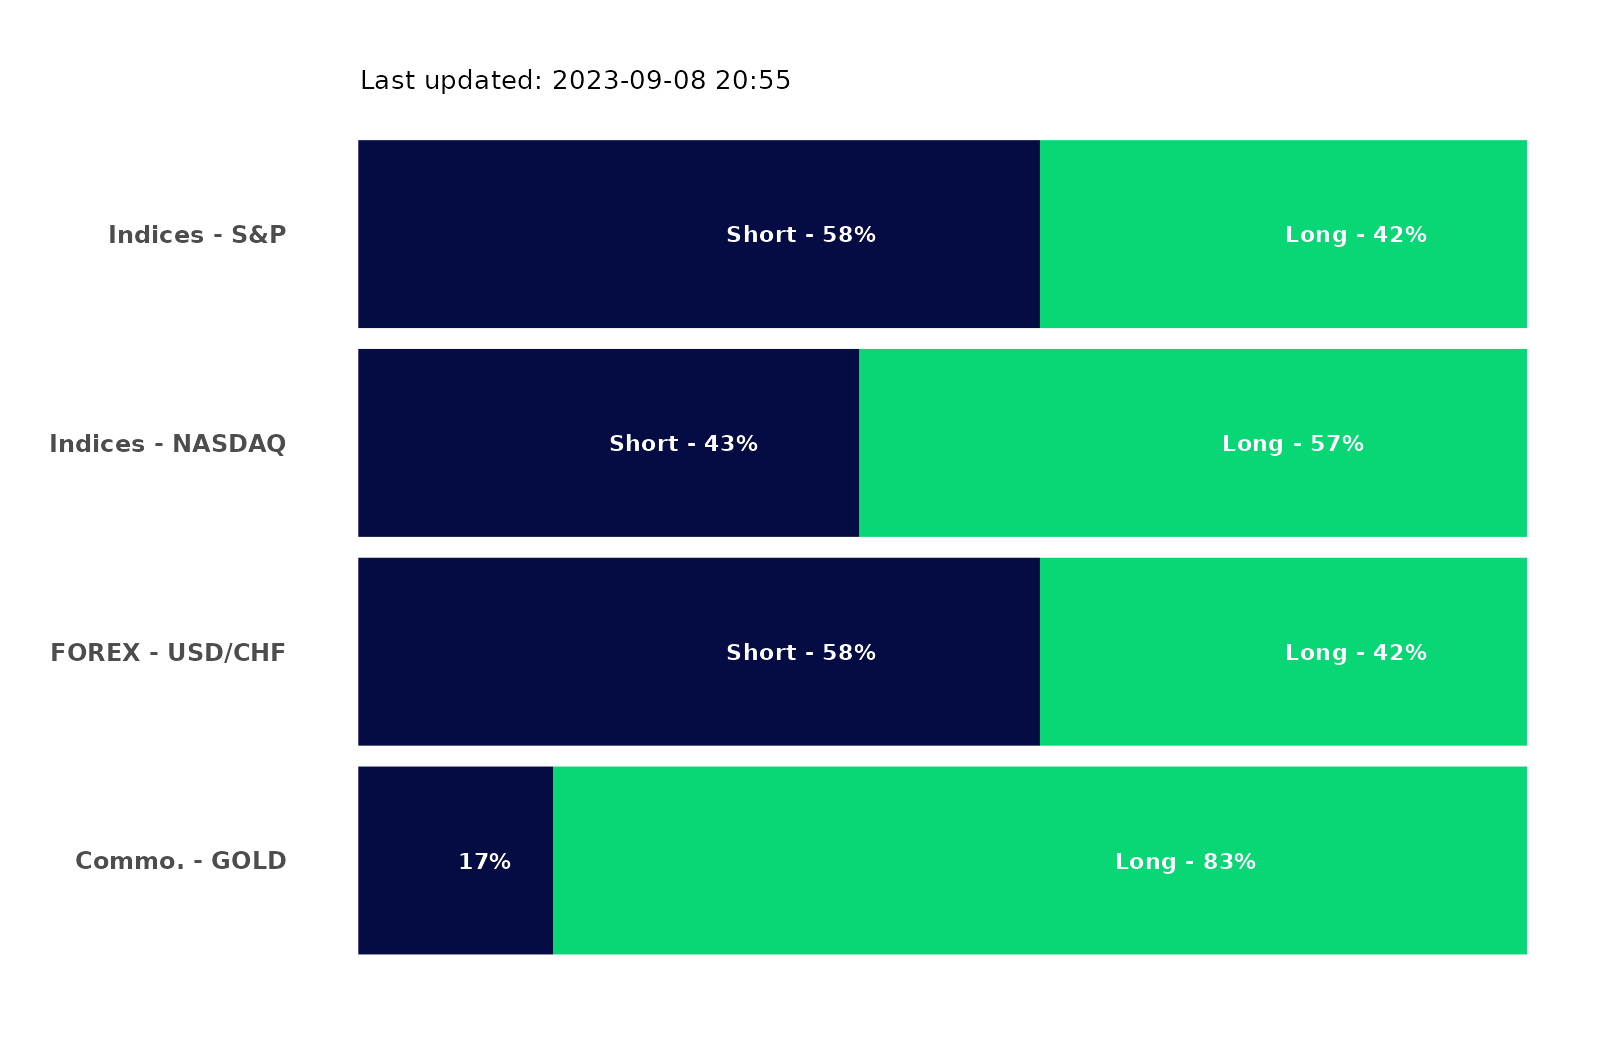 Last updated: 2023-09-08 20:55
Indices - S&P
Short - 58%
Long - 42%
Indices - NASDAQ
Short - 43%
Long - 57%
FOREX - USD/CHF
Short - 58%
Long - 42%
Commo. - GOLD
17%
Long - 83%